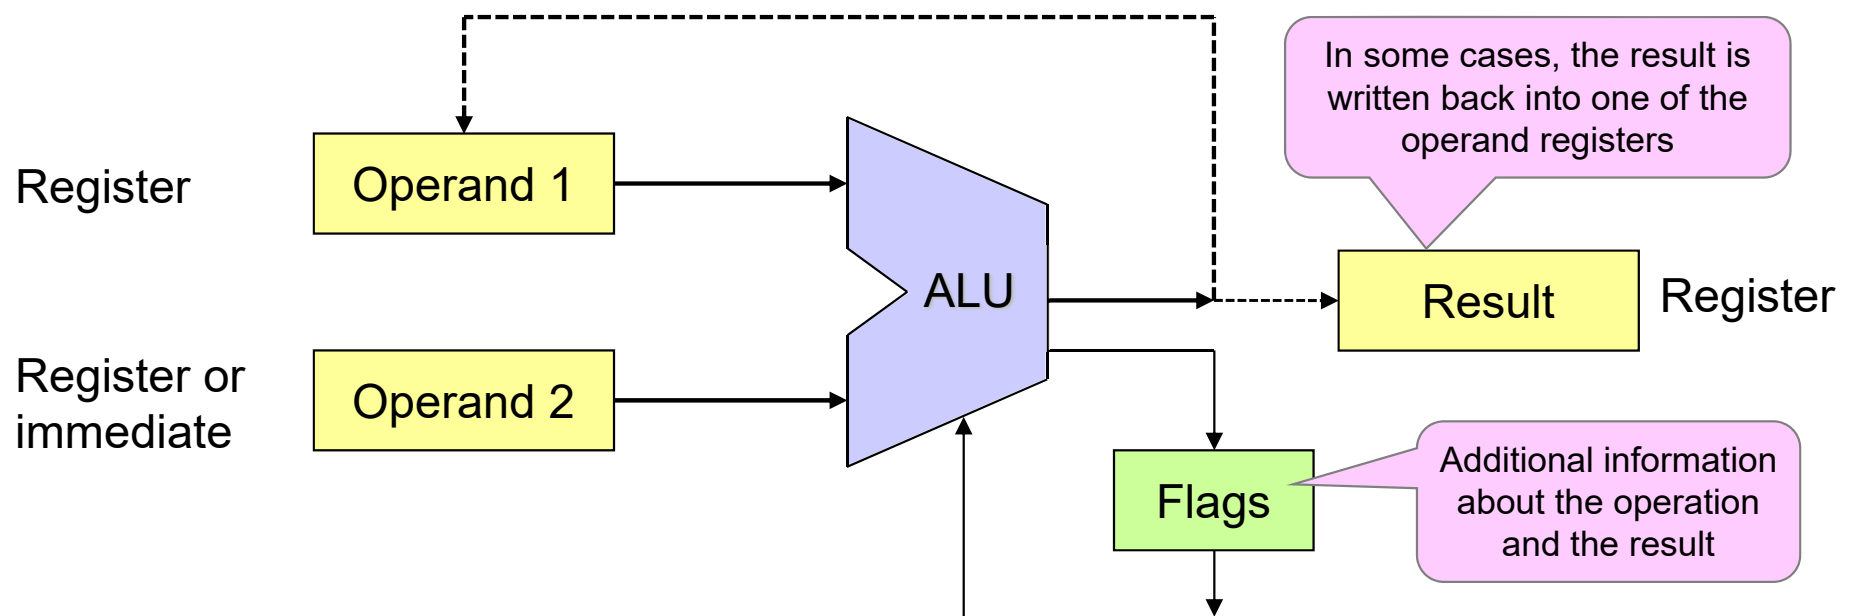 In some cases, the result is
written back into one of the
operand registers
Register
Operand 1
ALU
Result
Register
Register or
immediate
Operand 2
Flags
Additional information
about the operation
and the result